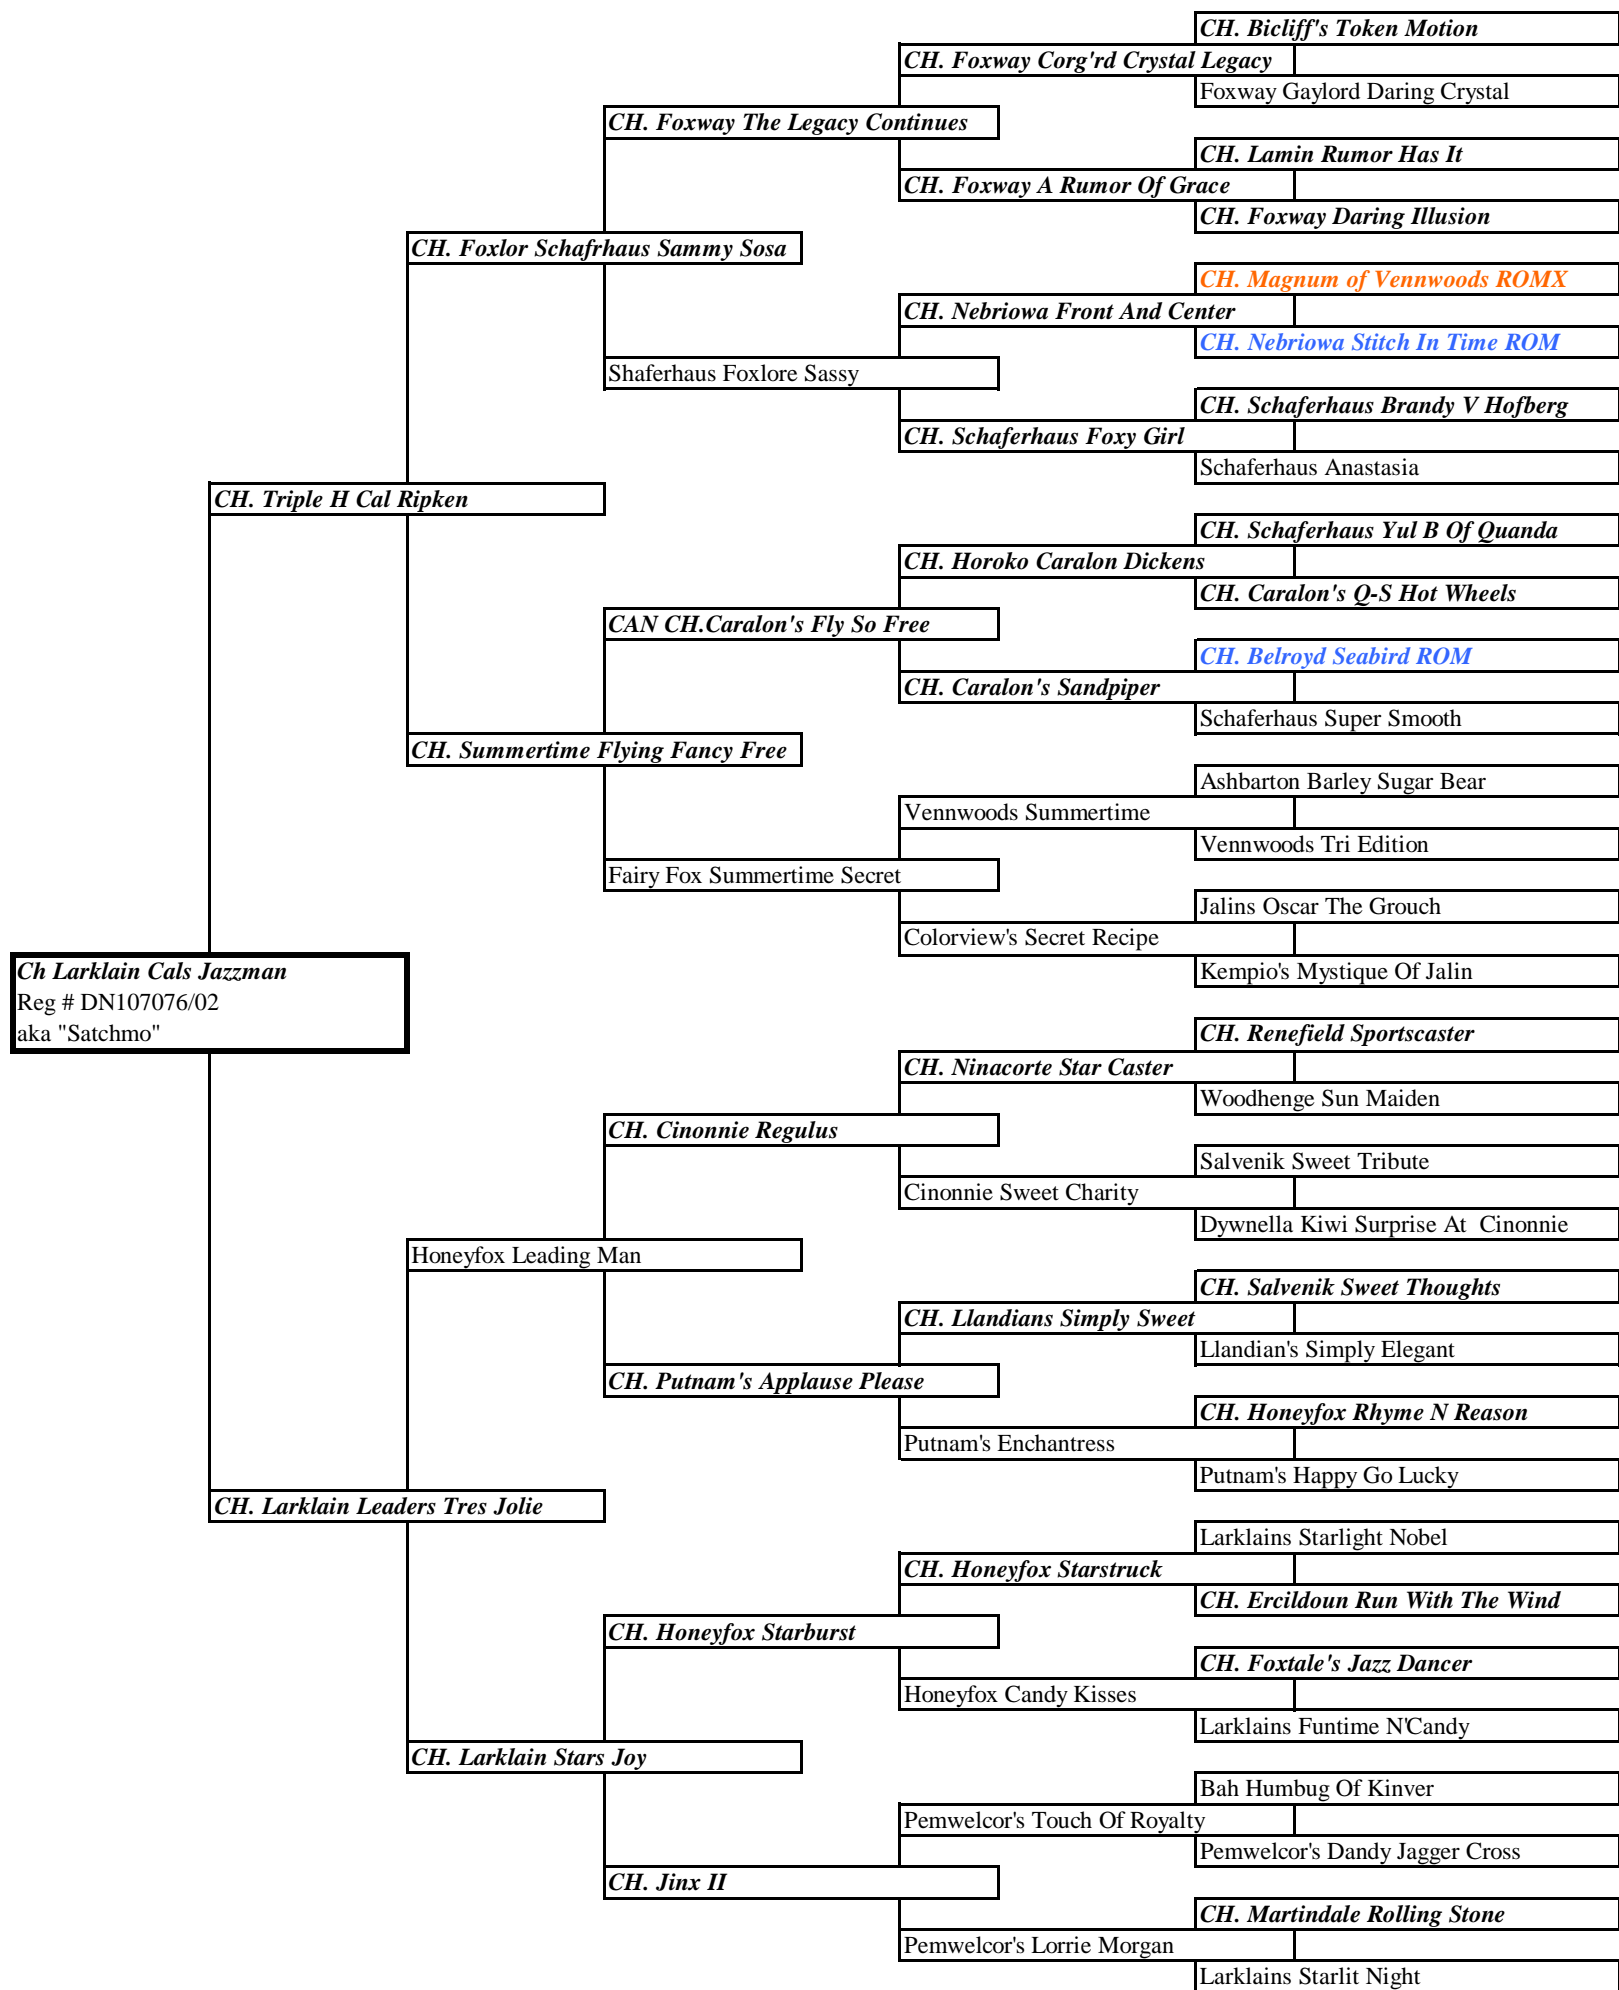 CH. Bicliff's Token Motion
CH. Foxway Corg'rd Crystal Legacy
Foxway Gaylord Daring Crystal
CH. Foxway The Legacy Continues
CH. Lamin Rumor Has It
CH. Foxway A Rumor Of Grace
CH. Foxway Daring Illusion
CH. Foxlor Schafrhaus Sammy Sosa
CH. Magnum of Vennwoods ROMX
CH. Nebriowa Front And Center
CH. Nebriowa Stitch In Time ROM
Shaferhaus Foxlore Sassy
CH. Schaferhaus Brandy V Hofberg
CH. Schaferhaus Foxy Girl
Schaferhaus Anastasia
CH. Triple H Cal Ripken
CH. Schaferhaus Yul B Of Quanda
CH. Horoko Caralon Dickens
CH. Caralon's Q-S Hot Wheels
CAN CH.Caralon's Fly So Free
CH. Belroyd Seabird ROM
CH. Caralon's Sandpiper
Schaferhaus Super Smooth
CH. Summertime Flying Fancy Free
Ashbarton Barley Sugar Bear
Vennwoods Summertime
Vennwoods Tri Edition
Fairy Fox Summertime Secret
Jalins Oscar The Grouch
Colorview's Secret Recipe
Kempio's Mystique Of Jalin
Ch Larklain Cals Jazzman
Reg # DN107076/02
aka "Satchmo"
CH. Renefield Sportscaster
CH. Ninacorte Star Caster
Woodhenge Sun Maiden
CH. Cinonnie Regulus
Salvenik Sweet Tribute
Cinonnie Sweet Charity
Dywnella Kiwi Surprise At  Cinonnie
Honeyfox Leading Man
CH. Salvenik Sweet Thoughts
CH. Llandians Simply Sweet
Llandian's Simply Elegant
CH. Putnam's Applause Please
CH. Honeyfox Rhyme N Reason
Putnam's Enchantress
Putnam's Happy Go Lucky
CH. Larklain Leaders Tres Jolie
Larklains Starlight Nobel
CH. Honeyfox Starstruck
CH. Ercildoun Run With The Wind
CH. Honeyfox Starburst
CH. Foxtale's Jazz Dancer
Honeyfox Candy Kisses
Larklains Funtime N'Candy
CH. Larklain Stars Joy
Bah Humbug Of Kinver
Pemwelcor's Touch Of Royalty
Pemwelcor's Dandy Jagger Cross
CH. Jinx II
CH. Martindale Rolling Stone
Pemwelcor's Lorrie Morgan
Larklains Starlit Night